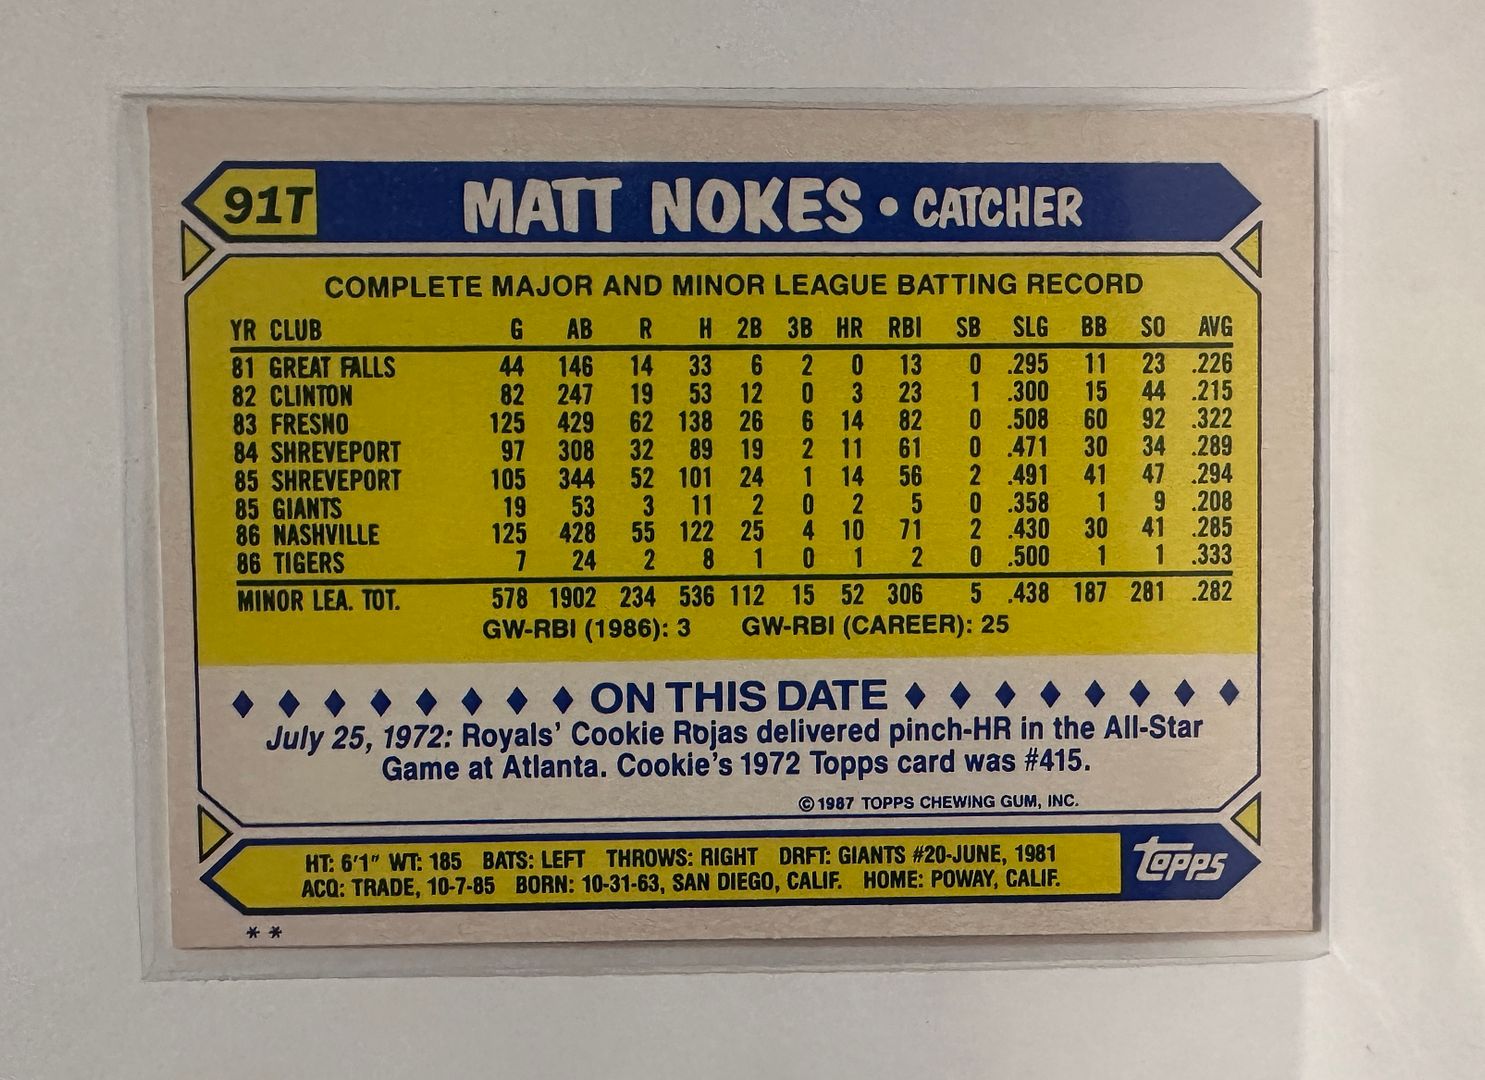 91T MATT NOKES • CATCHER
COMPLETE MAJOR AND MINOR LEAGUE BATTING RECORD
YR CLUB G AB R H 2B 3B HR RBI SB SLG BB SO AVG
81 GREAT FALLS 44 146 14 33 6 2 0 13 0 .295 11 23 .226
82 CLINTON 82 247 19 53 12 0 3 23 1 .300 15 44 .215
83 FRESNO 125 429 62 138 26 6 14 82 0 .508 60 92 .322
84 SHREVEPORT 97 308 32 89 19 2 11 61 0 .471 30 34 .289
85 SHREVEPORT 105 344 52 101 24 1 14 56 2 .491 41 47 .294
85 GIANTS 19 53 3 11 2 0 2 5 0 .358 1 9 .208
86 NASHVILLE 125 428 55 122 25 4 10 71 2 .430 30 41 .285
86 TIGERS 7 24 2 8 1 0 1 2 0 .500 1 1 .333
MINOR LEA. TOT. 578 1902 234 536 112 15 52 306 5 .438 187 281 .282
GW-RBI (1986): 3 GW-RBI (CAREER): 25
ON THIS DATE
July 25, 1972: Royals' Cookie Rojas delivered pinch-HR in the All-Star
Game at Atlanta. Cookie's 1972 Topps card was #415.
© 1987 TOPPS CHEWING GUM, INC.
HT: 6'1" WT: 185 BATS: LEFT THROWS: RIGHT DRFT: GIANTS #20-JUNE, 1981
ACQ: TRADE, 10-7-85 BORN: 10-31-63, SAN DIEGO, CALIF. HOME: POWAY, CALIF.
topps
* *